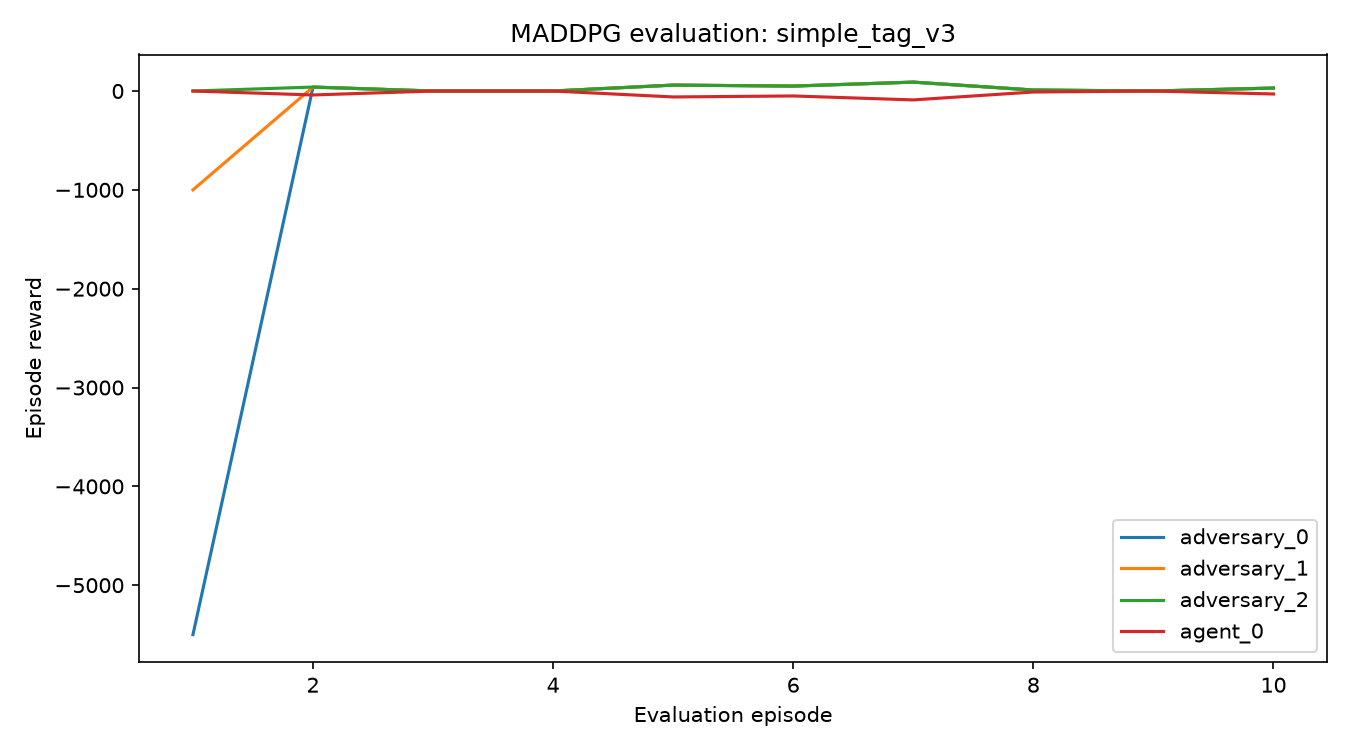 MADDPG evaluation: simple_tag_v3
Episode reward
0
−1000
−2000
−3000
−4000
−5000
2
4
6
8
10
Evaluation episode
adversary_0
adversary_1
adversary_2
agent_0